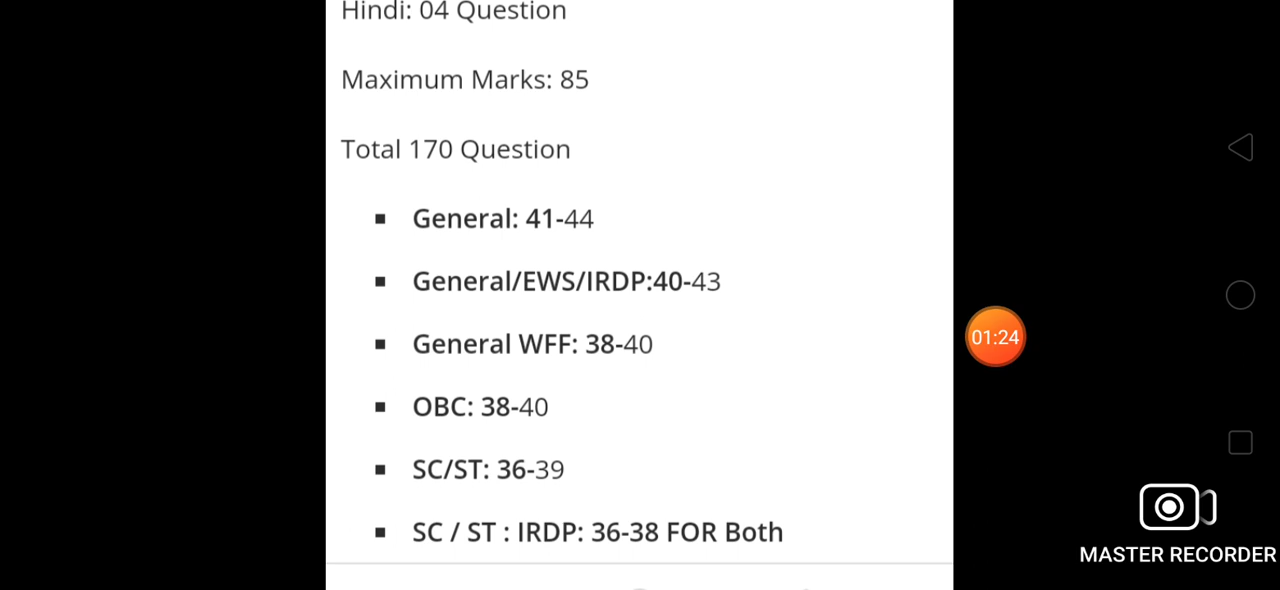 Hindi: 04 Question
Maximum Marks: 85
Total 170 Question
▪ General: 41-44
▪ General/EWS/IRDP:40-43
▪ General WFF: 38-40
▪ OBC: 38-40
▪ SC/ST: 36-39
▪ SC / ST : IRDP: 36-38 FOR Both
01:24
MASTER RECORDER